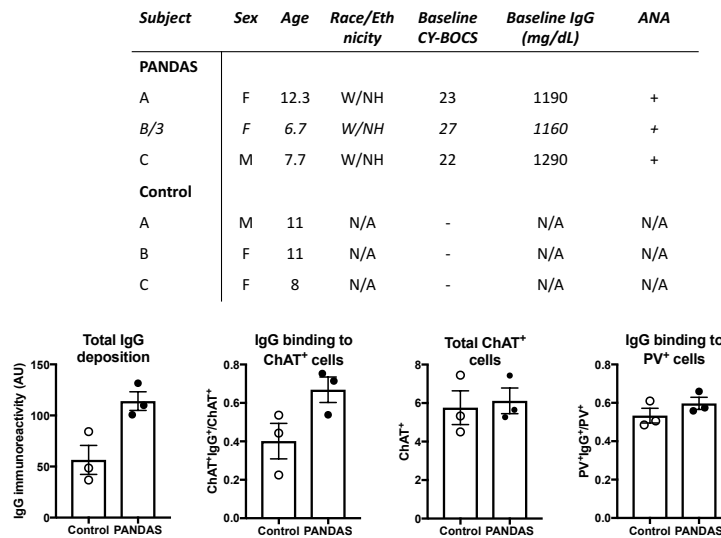 Subject Sex Age Race/Eth nicity Baseline CY-BOCS Baseline IgG (mg/dL) ANA
PANDAS
A F 12.3 W/NH 23 1190 +
B/3 F 6.7 W/NH 27 1160 +
C M 7.7 W/NH 22 1290 +
Control
A M 11 N/A - N/A N/A
B F 11 N/A - N/A N/A
C F 8 N/A - N/A N/A
Total IgG
deposition
IgG immunoreactivity (AU)
150
100
50
0
Control PANDAS
IgG binding to
ChAT⁺ cells
ChAT⁺IgG⁺/ChAT⁺
0.8
0.6
0.4
0.2
0.0
Control PANDAS
Total ChAT⁺
cells
ChAT⁺
10
8
6
4
2
0
Control PANDAS
IgG binding to
PV⁺ cells
PV⁺IgG⁺/PV⁺
0.8
0.6
0.4
0.2
0.0
Control PANDAS